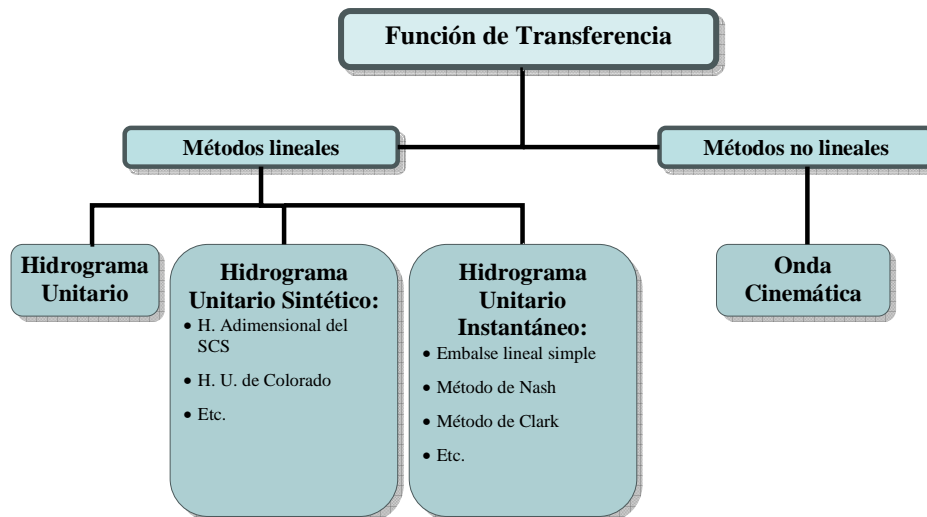 Función de Transferencia
Métodos lineales
Métodos no lineales
Hidrograma
Unitario
Hidrograma
Unitario Sintético:
• H. Adimensional del
SCS
• H. U. de Colorado
• Etc.
Hidrograma
Unitario
Instantáneo:
• Embalse lineal simple
• Método de Nash
• Método de Clark
• Etc.
Onda
Cinemática